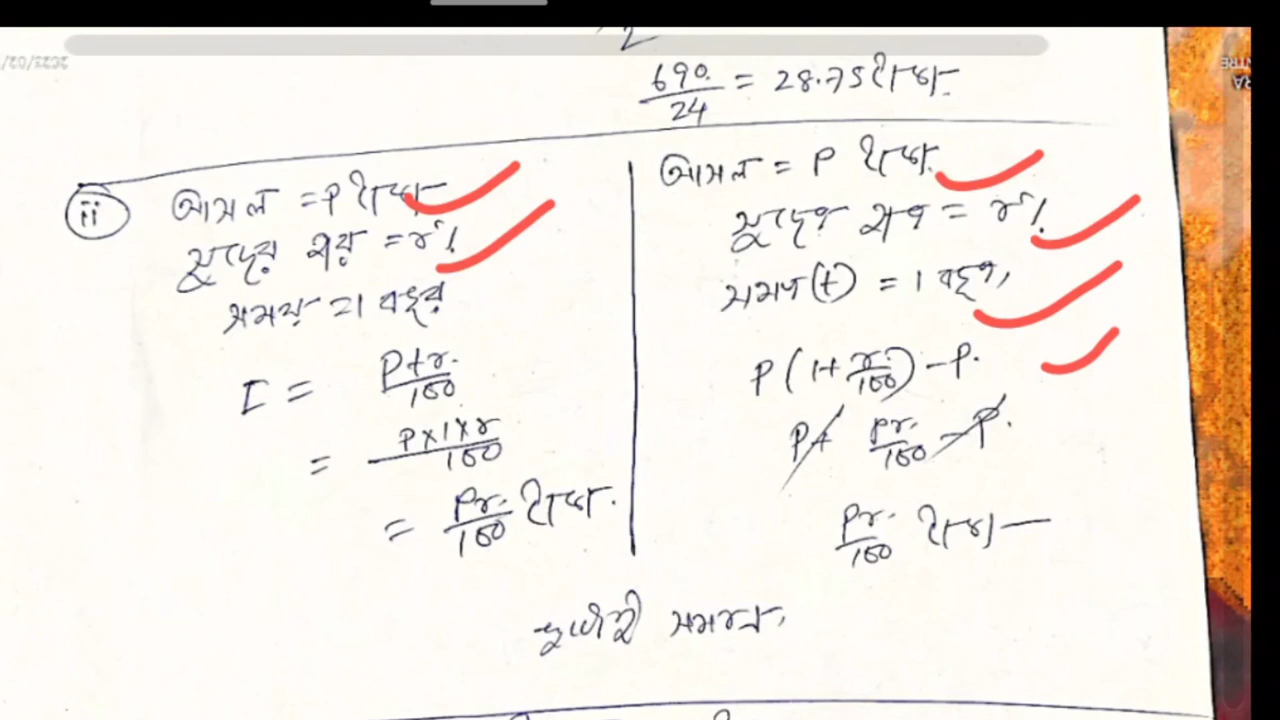 690/24 = 28.75 টাকা
ii
আসল = P টাকা
সুদের হার = r%
সময় = 1 বছর
I = Ptr/100
= P×1×r/100
= Pr/100 টাকা.
আসল = P টাকা.
সুদের হার = r%
সময়(t) = 1 বছর,
P(1+r/100)-P.
P+ Pr/100 -P.
Pr/100 টাকা
সমান,